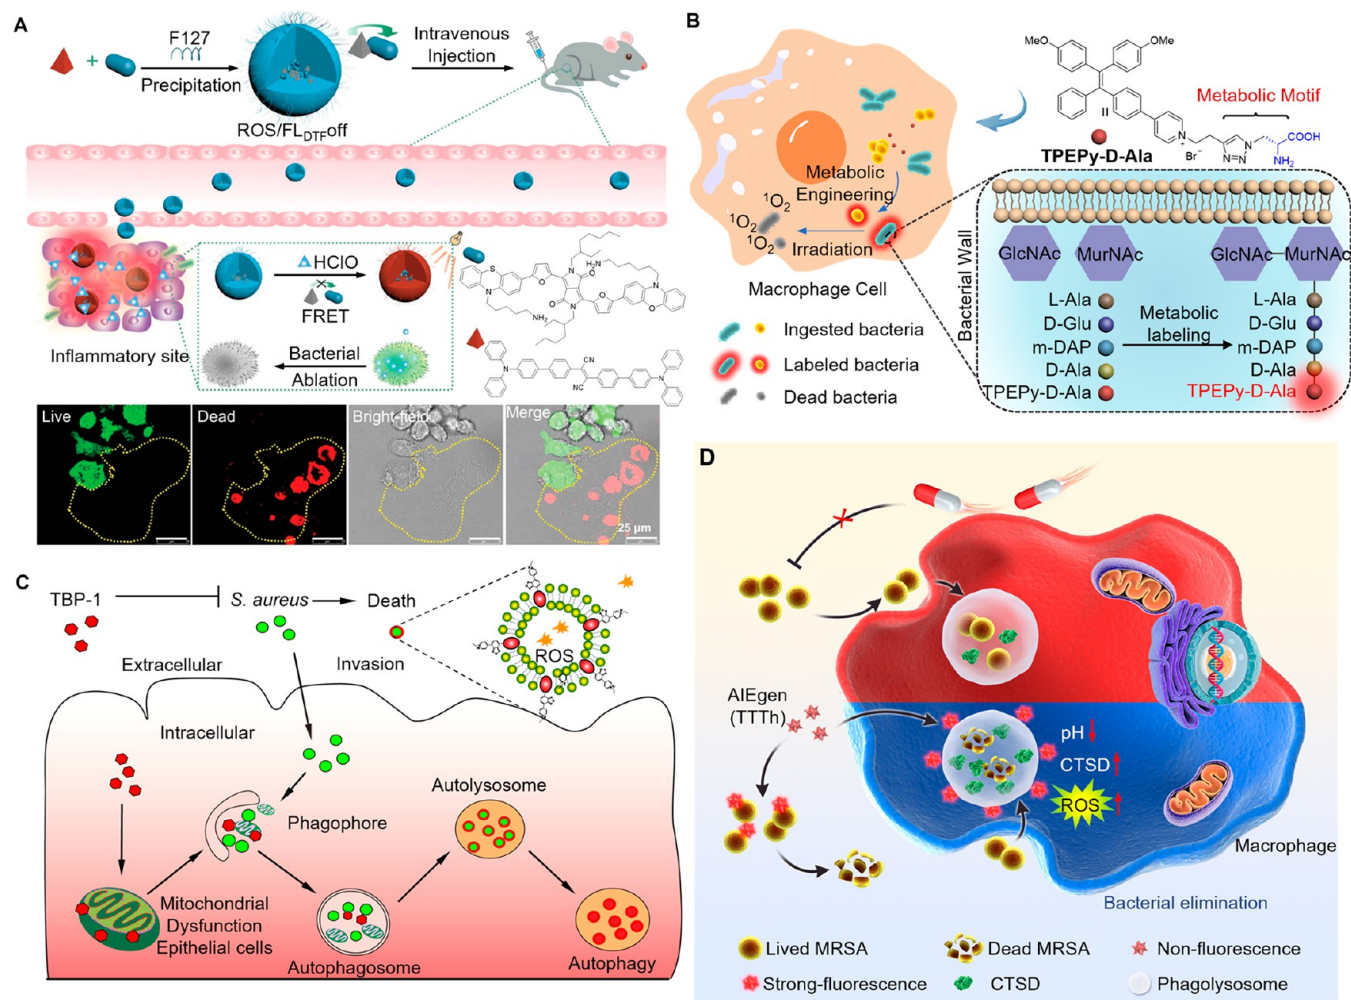 A
F127
Precipitation
ROS/FLDTFoff
Intravenous
Injection
HClO
FRET
Inflammatory site
Bacterial
Ablation
NH₂
H₂N
S
N
O
O
N
N
O
O
N
O
N
CN
CN
N
Live
Dead
Bright-field
Merge
25 μm
B
MeO
OMe
II
Metabolic Motif
N
N
COOH
N=N
NH₂
Br⁻
TPEPy-D-Ala
Metabolic
Engineering
¹O₂
¹O₂
¹O₂
Irradiation
Macrophage Cell
Ingested bacteria
Labeled bacteria
Dead bacteria
Bacterial Wall
GlcNAc
MurNAc
GlcNAc
MurNAc
L-Ala
D-Glu
m-DAP
D-Ala
TPEPy-D-Ala
Metabolic
labeling
L-Ala
D-Glu
m-DAP
D-Ala
TPEPy-D-Ala
C
TBP-1
S. aureus
Death
ROS
Extracellular
Invasion
Intracellular
Phagophore
Autolysosome
Mitochondrial
Dysfunction
Epithelial cells
Autophagosome
Autophagy
D
AIEgen
(TTTh)
pH
CTSD
ROS
Macrophage
Bacterial elimination
Lived MRSA
Dead MRSA
Non-fluorescence
Strong-fluorescence
CTSD
Phagolysosome